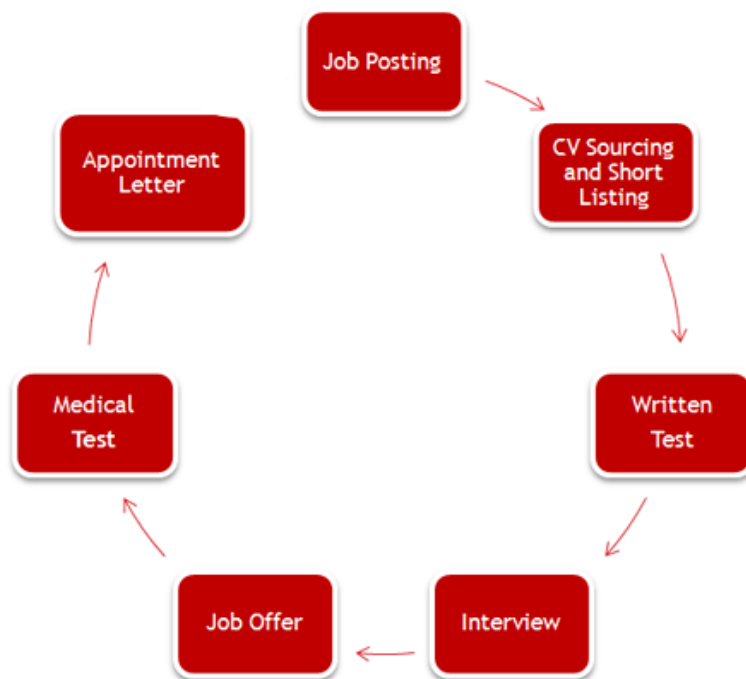 Job Posting
CV Sourcing
and Short
Listing
Written
Test
Interview
Job Offer
Medical
Test
Appointment
Letter